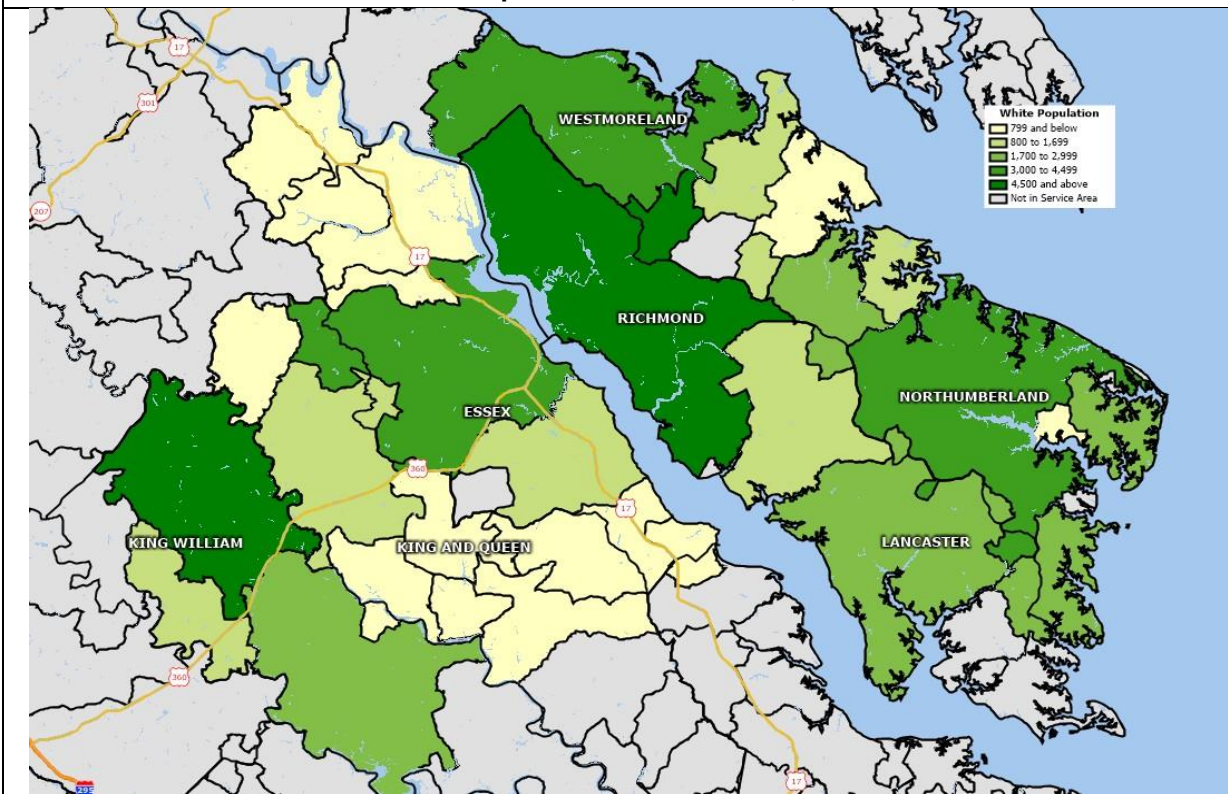 17
301
207
17
WESTMORELAND
White Population
799 and below
800 to 1,699
1,700 to 2,999
3,000 to 4,499
4,500 and above
Not in Service Area
RICHMOND
ESSEX
NORTHUMBERLAND
360
17
KING WILLIAM
KING AND QUEEN
LANCASTER
360
295
17